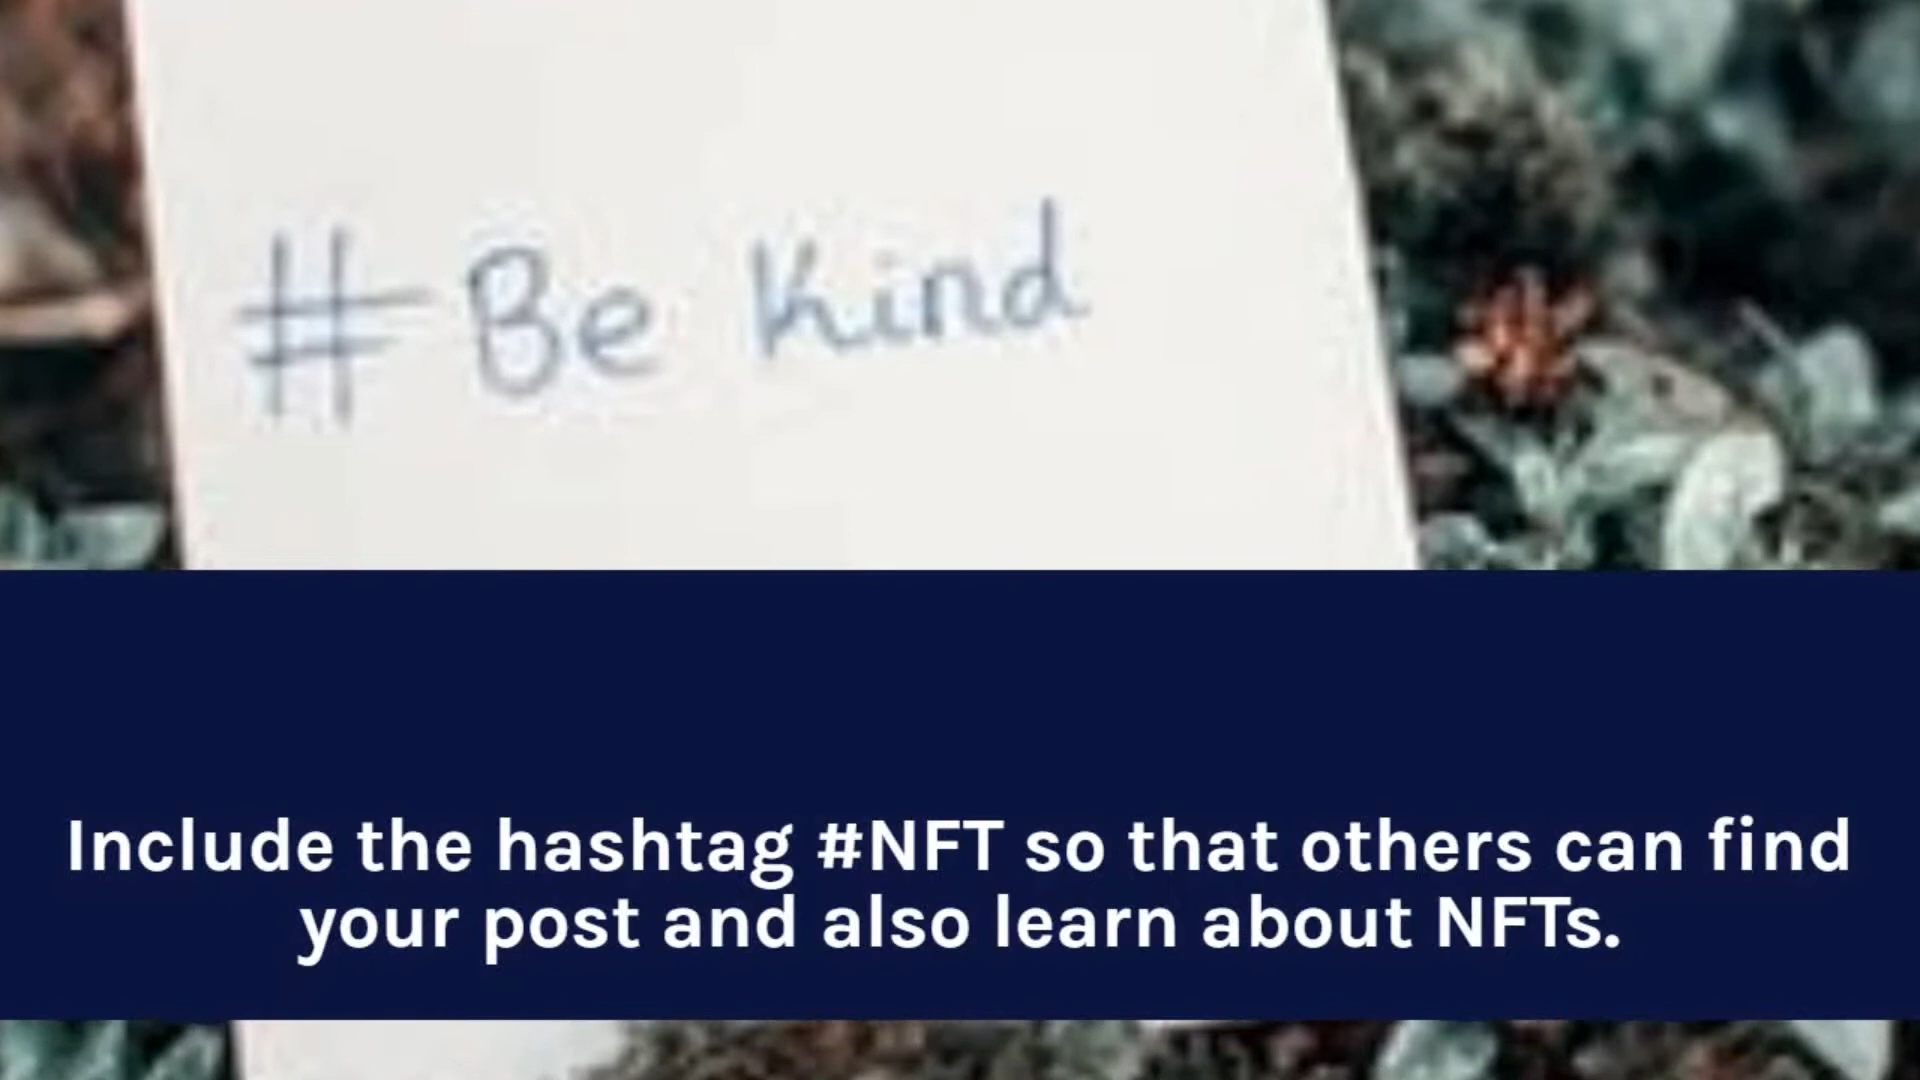 #Be Kind
Include the hashtag #NFT so that others can find
your post and also learn about NFTs.